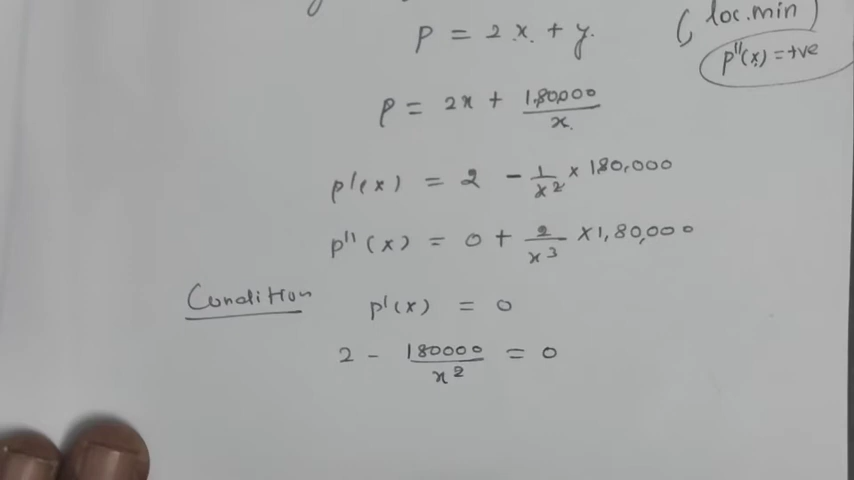 P = 2x + y
( loc.min )
p''(x) = +ve
P = 2x + 1,80,000/x
p'(x) = 2 - 1/x² × 180,000
p''(x) = 0 + 2/x³ × 1,80,000
Condition p'(x) = 0
2 - 180000/x² = 0